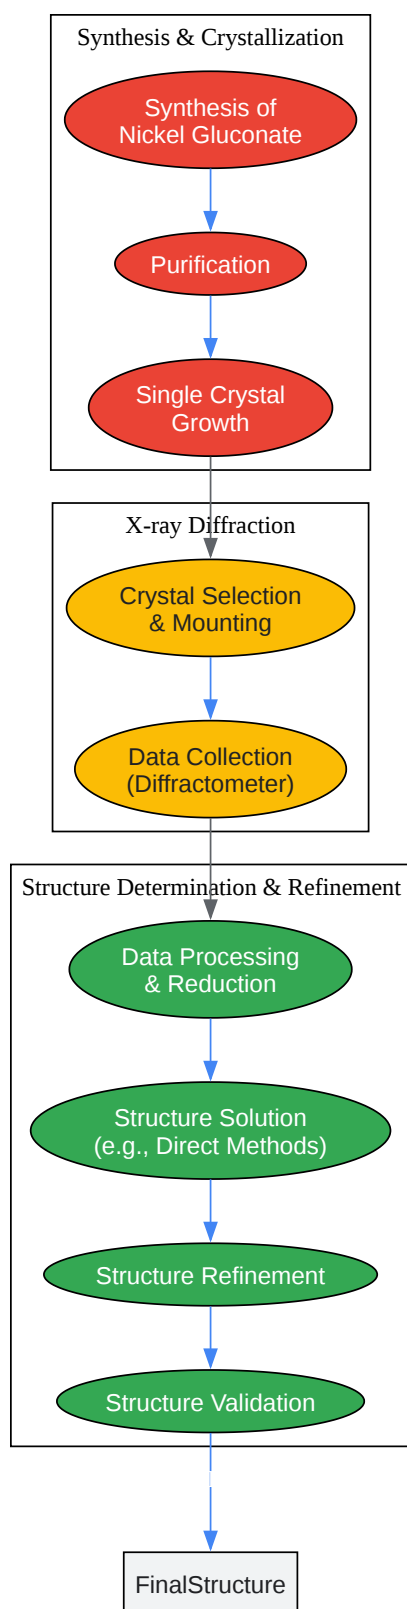 Synthesis & Crystallization
Synthesis of
Nickel Gluconate
Purification
Single Crystal
Growth
X-ray Diffraction
Crystal Selection
& Mounting
Data Collection
(Diffractometer)
Structure Determination & Refinement
Data Processing
& Reduction
Structure Solution
(e.g., Direct Methods)
Structure Refinement
Structure Validation
FinalStructure